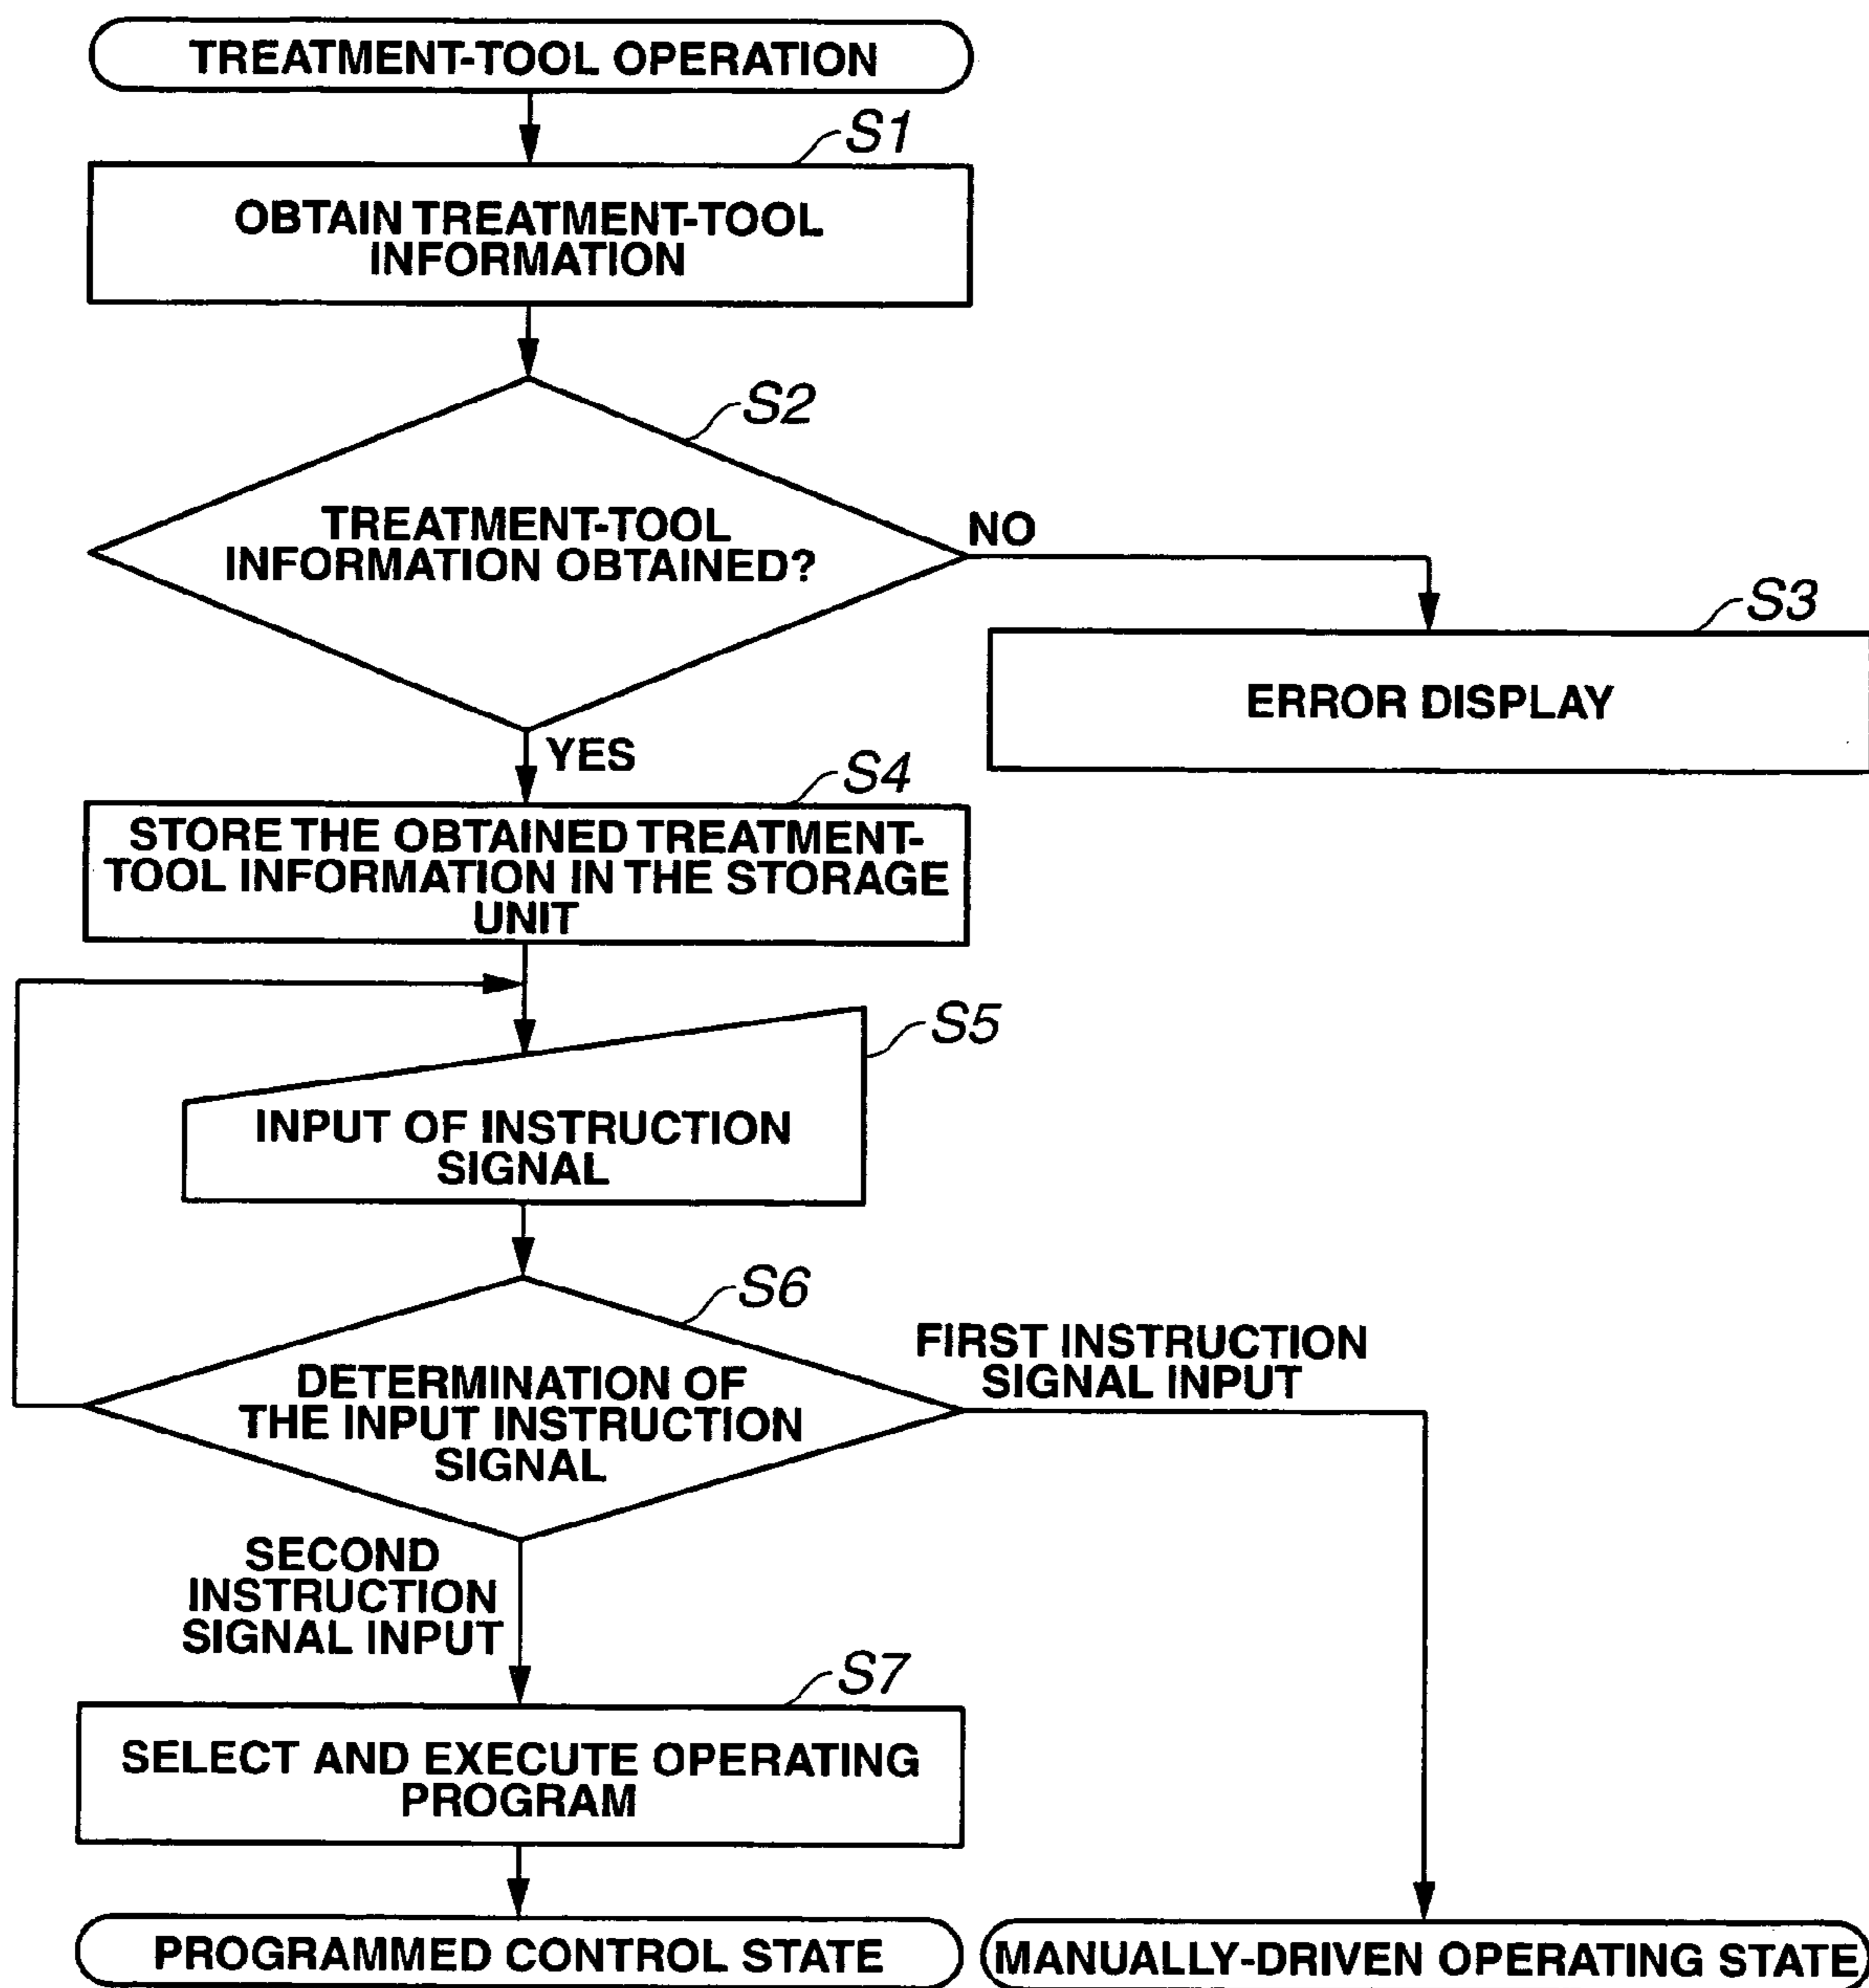 TREATMENT-TOOL OPERATION
S1
OBTAIN TREATMENT-TOOL
INFORMATION
S2
TREATMENT-TOOL
INFORMATION OBTAINED?
NO
S3
ERROR DISPLAY
YES
S4
STORE THE OBTAINED TREATMENT-
TOOL INFORMATION IN THE STORAGE
UNIT
S5
INPUT OF INSTRUCTION
SIGNAL
S6
DETERMINATION OF
THE INPUT INSTRUCTION
SIGNAL
FIRST INSTRUCTION
SIGNAL INPUT
SECOND
INSTRUCTION
SIGNAL INPUT
S7
SELECT AND EXECUTE OPERATING
PROGRAM
PROGRAMMED CONTROL STATE
MANUALLY-DRIVEN OPERATING STATE